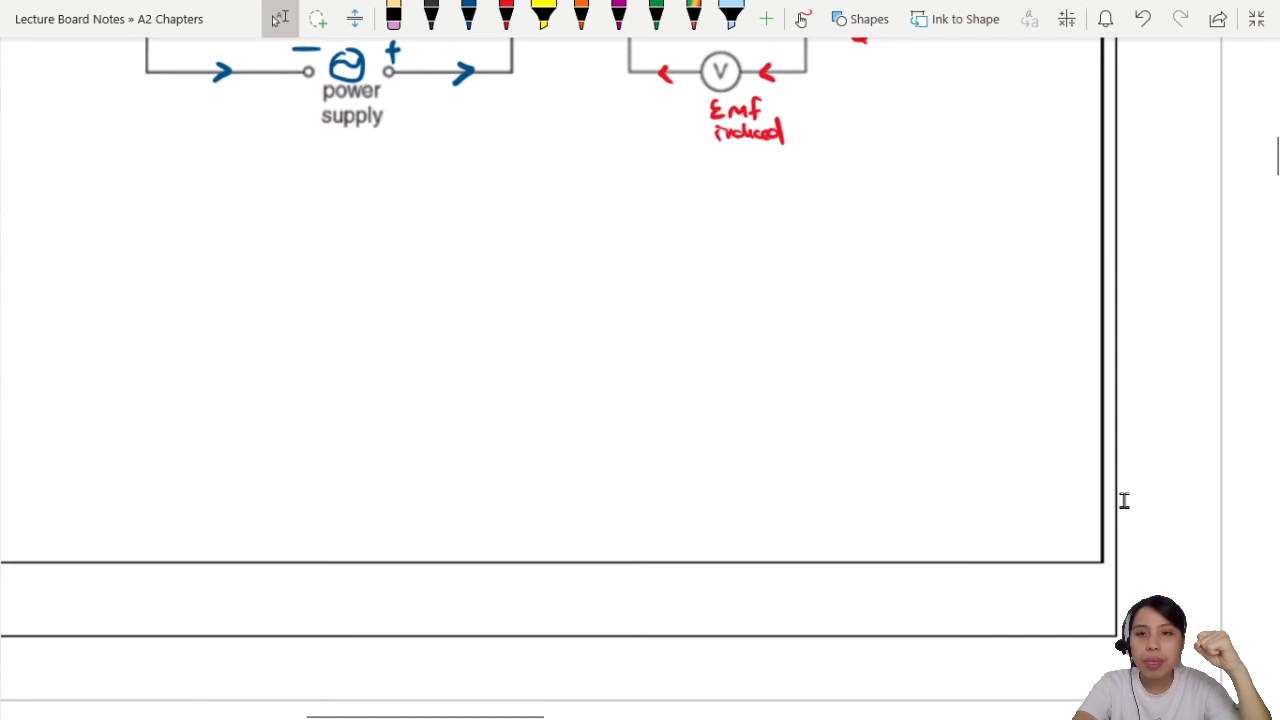 Lecture Board Notes » A2 Chapters
Shapes
Ink to Shape
− +
power
supply
V
Emf
induced